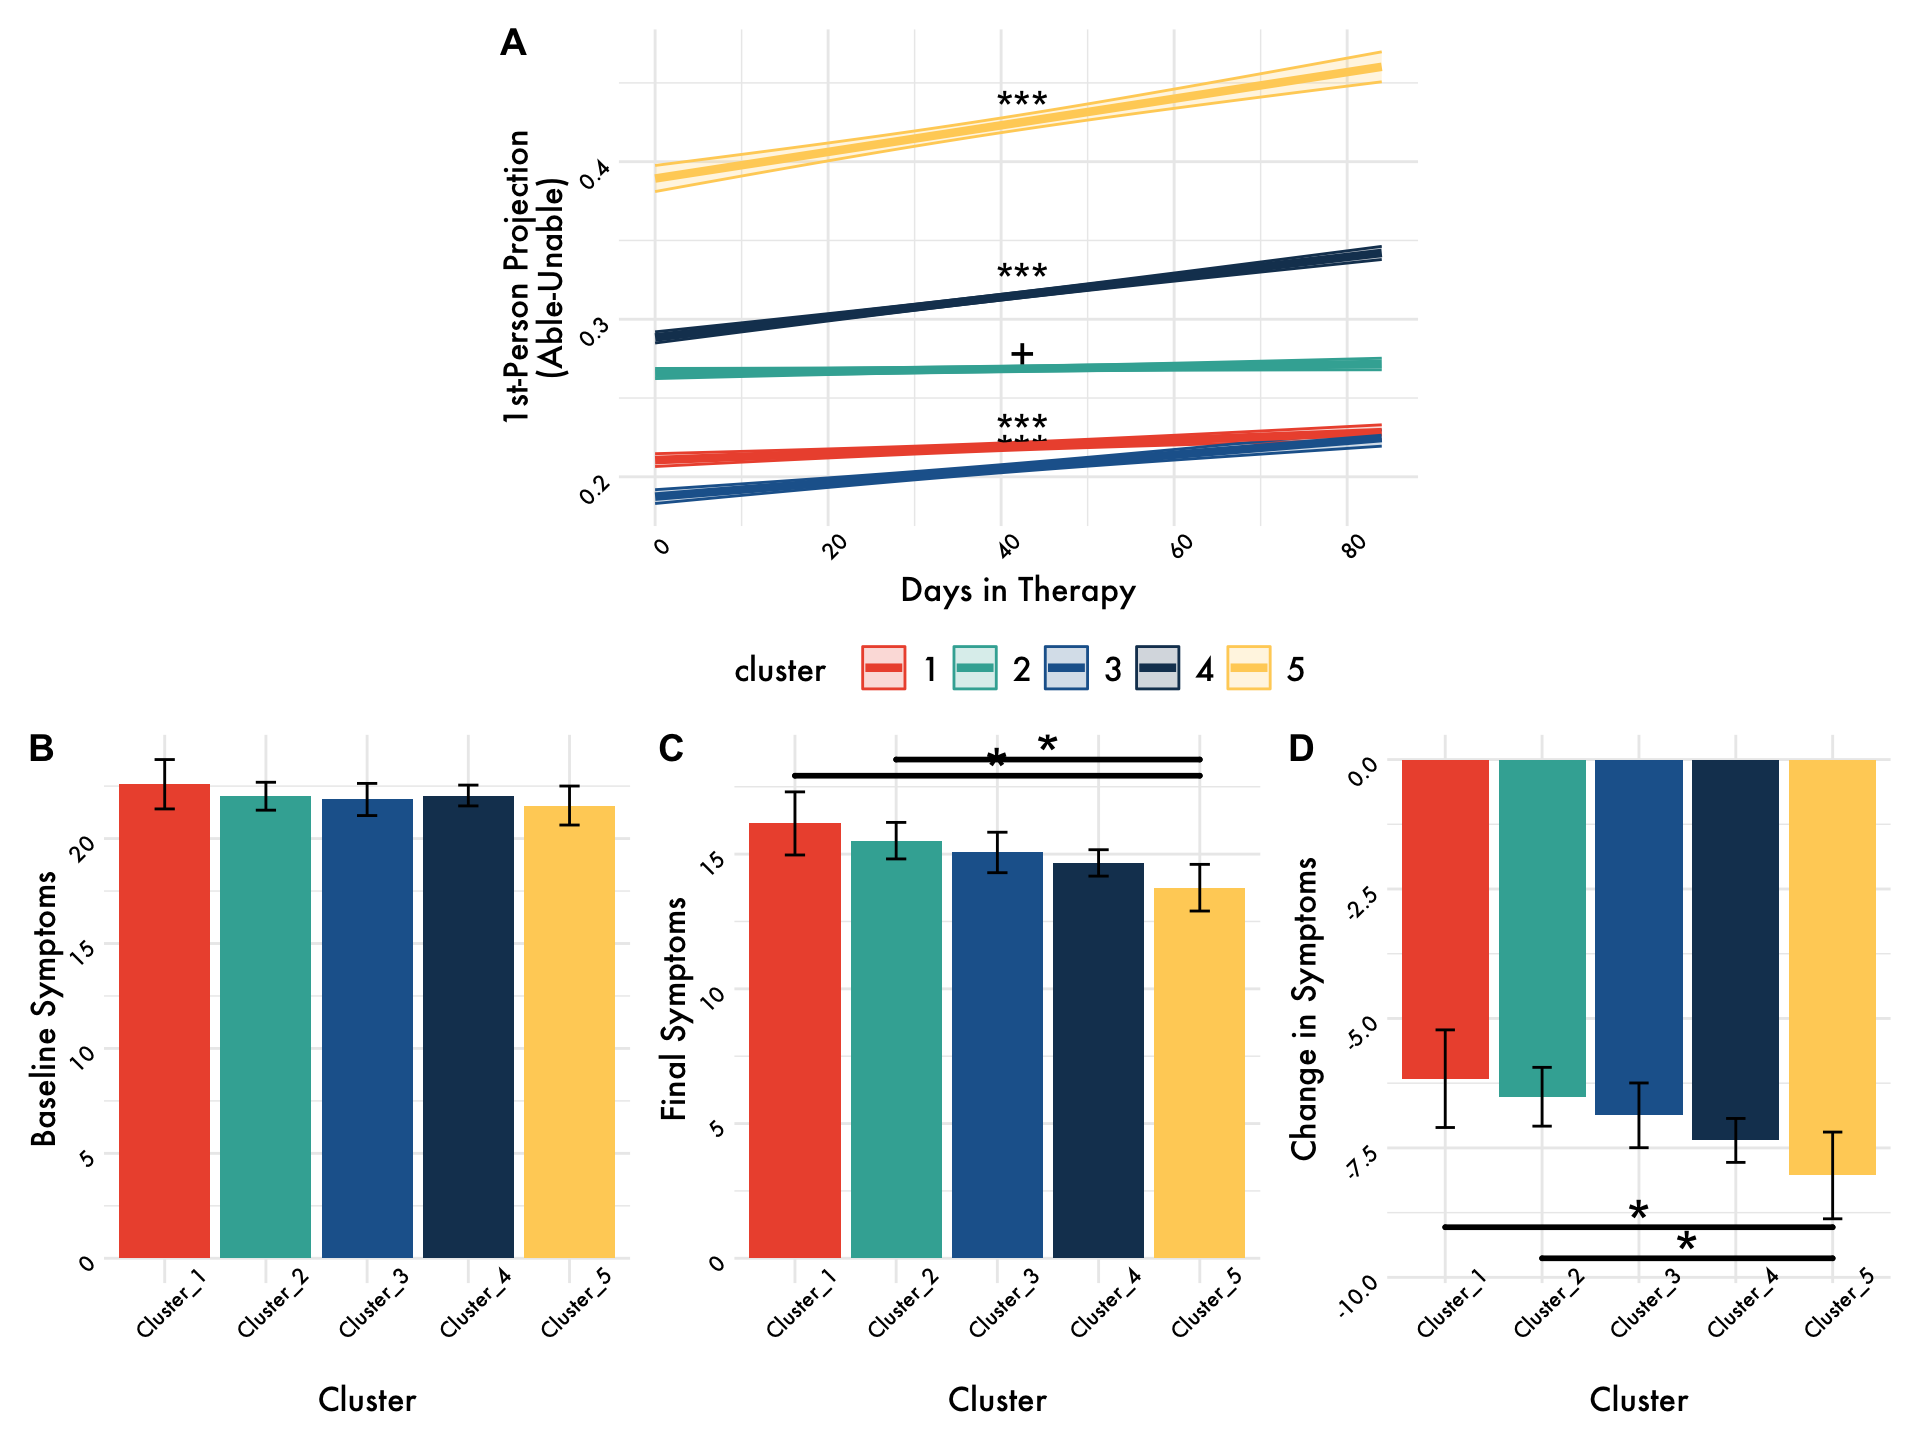 A
1st-Person Projection
(Able-Unable)
0.4
0.3
0.2
***
***
+
***
***
0
20
40
60
80
Days in Therapy
cluster 1 2 3 4 5
B
Baseline Symptoms
20
15
10
5
0
Cluster_1
Cluster_2
Cluster_3
Cluster_4
Cluster_5
Cluster
C
Final Symptoms
*
*
15
10
5
0
Cluster_1
Cluster_2
Cluster_3
Cluster_4
Cluster_5
Cluster
D
Change in Symptoms
0.0
-2.5
-5.0
-7.5
-10.0
*
*
Cluster_1
Cluster_2
Cluster_3
Cluster_4
Cluster_5
Cluster